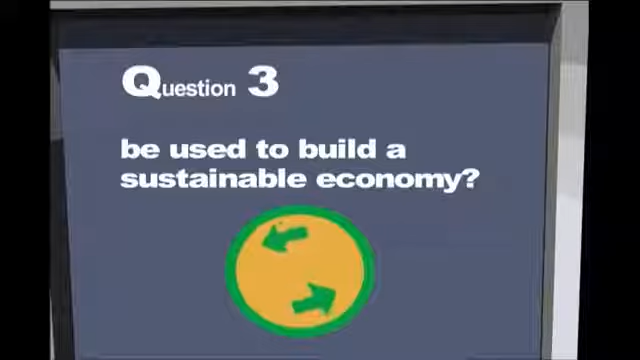 Question 3
be used to build a
sustainable economy?